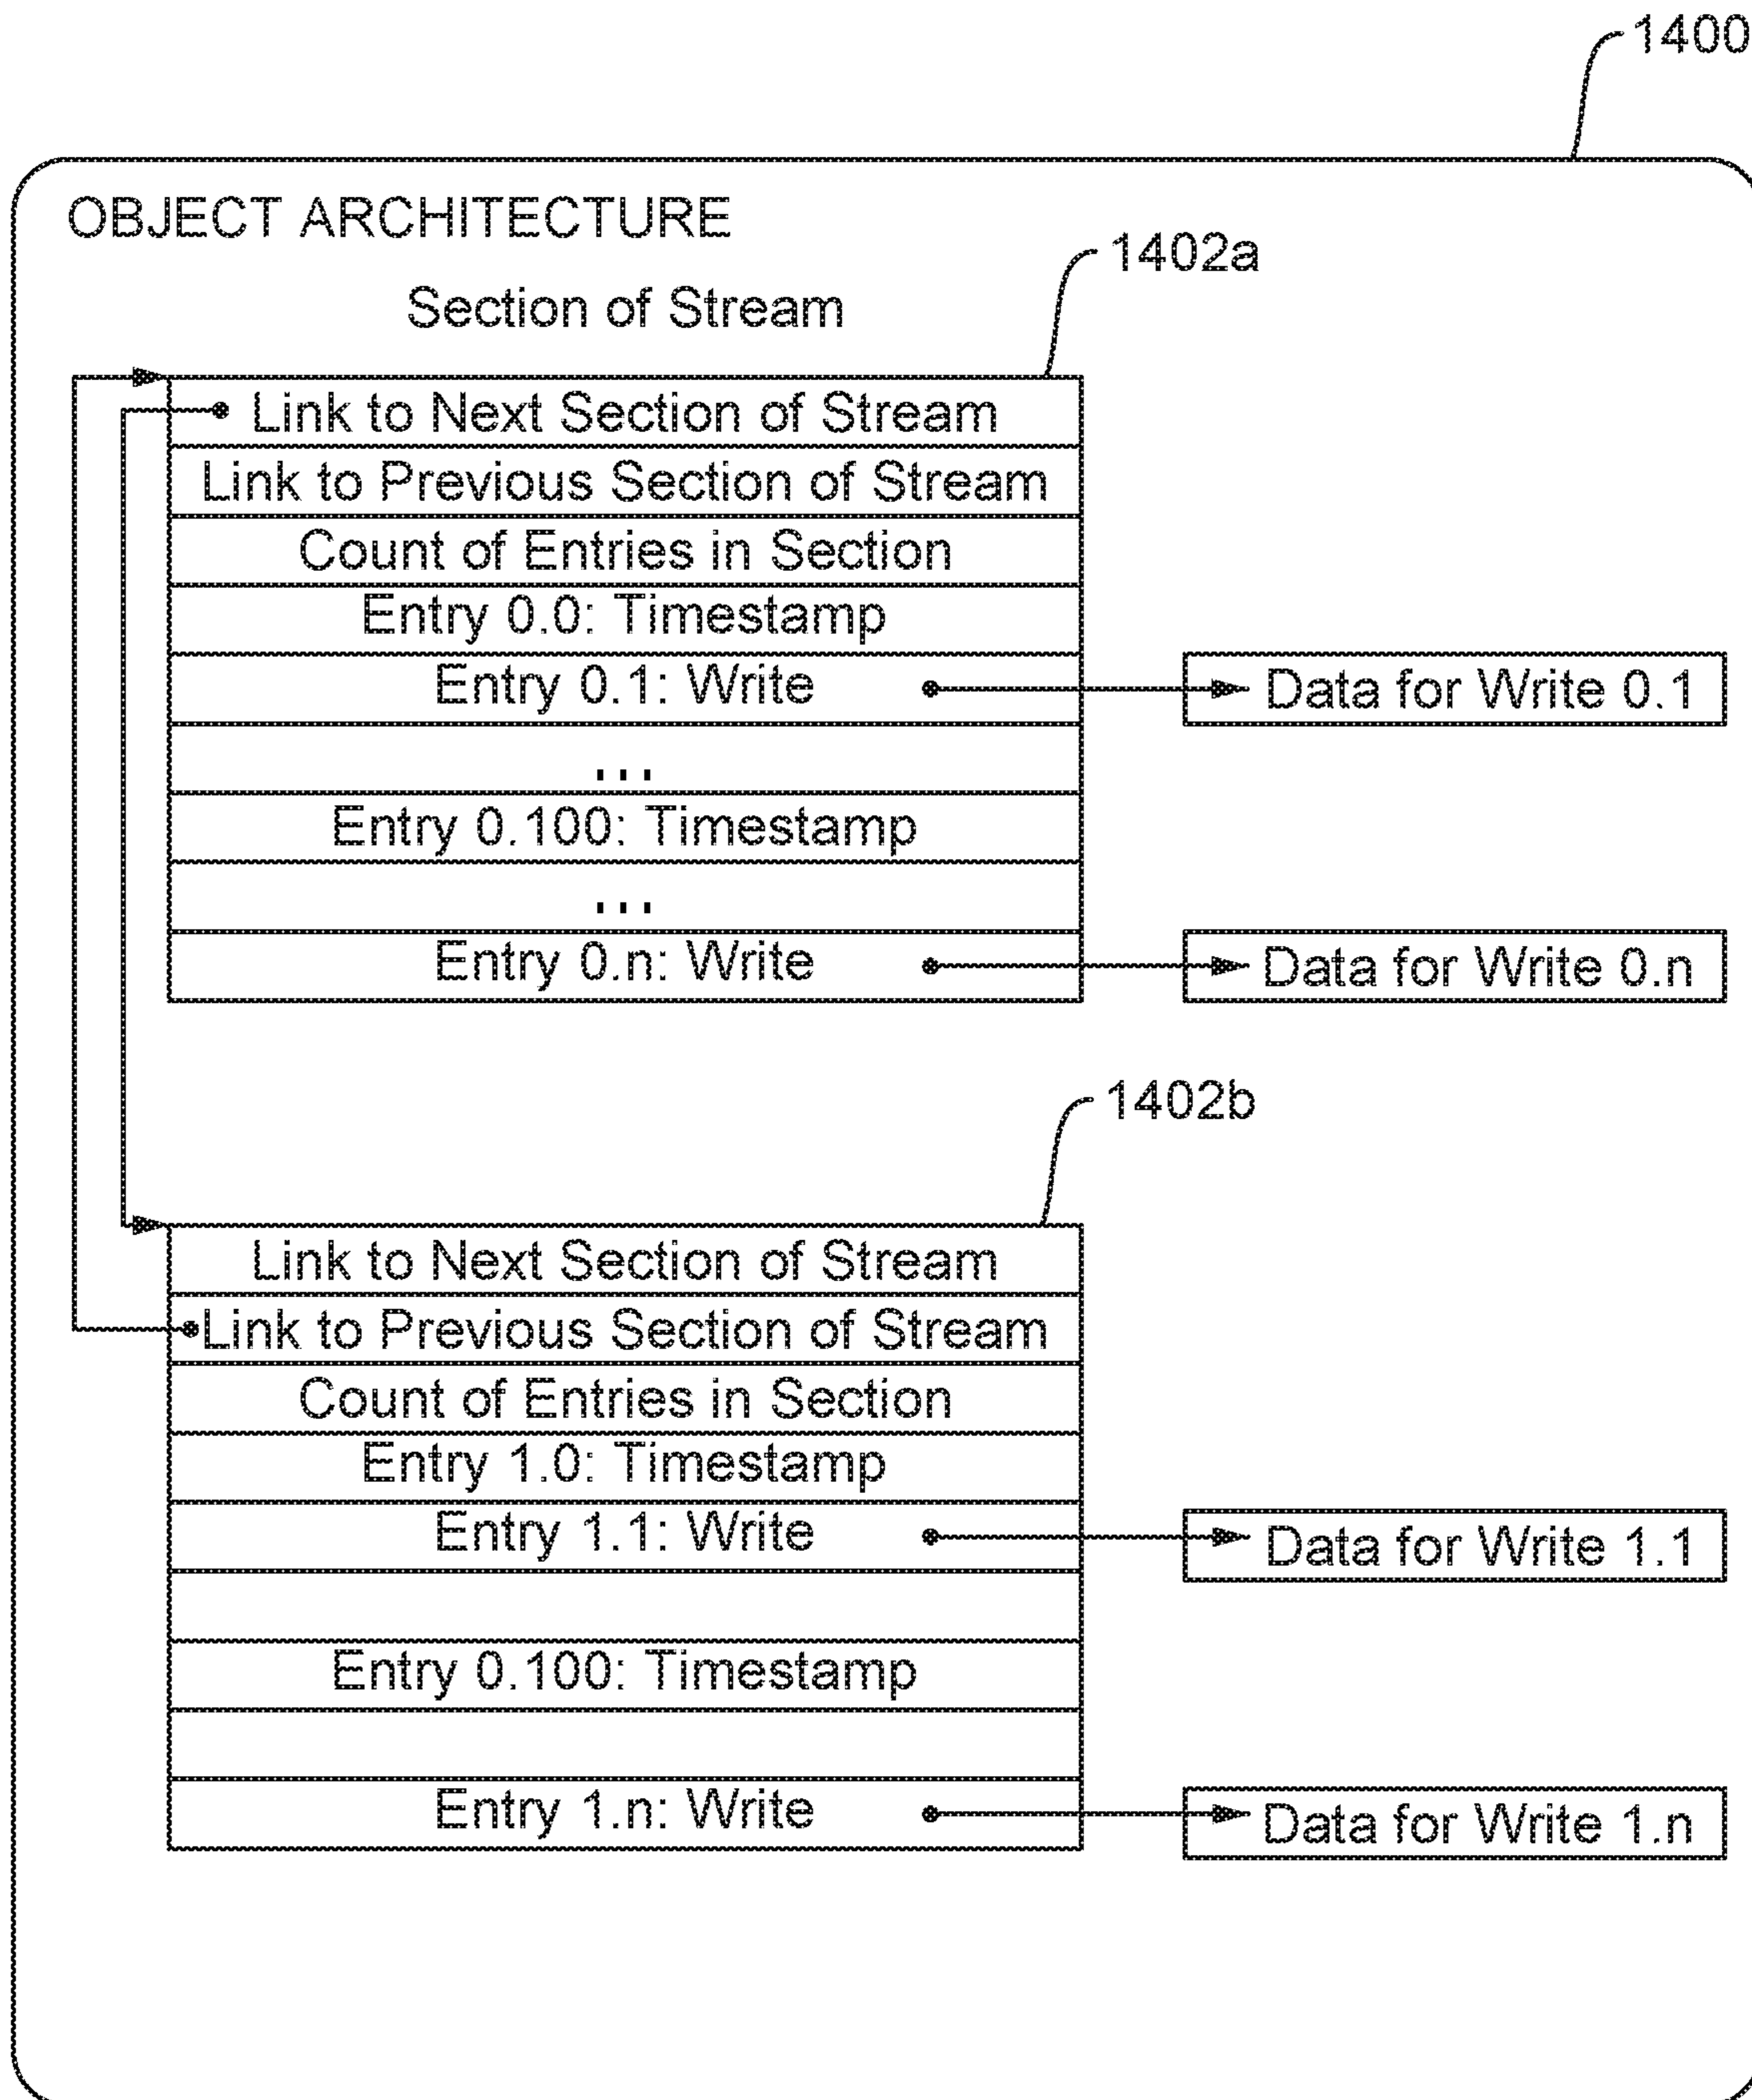 1400
OBJECT ARCHITECTURE
1402a
Section of Stream
Link to Next Section of Stream
Link to Previous Section of Stream
Count of Entries in Section
Entry 0.0: Timestamp
Entry 0.1: Write
Data for Write 0.1
...
Entry 0.100: Timestamp
...
Entry 0.n: Write
Data for Write 0.n
1402b
Link to Next Section of Stream
Link to Previous Section of Stream
Count of Entries in Section
Entry 1.0: Timestamp
Entry 1.1: Write
Data for Write 1.1
Entry 0.100: Timestamp
Entry 1.n: Write
Data for Write 1.n